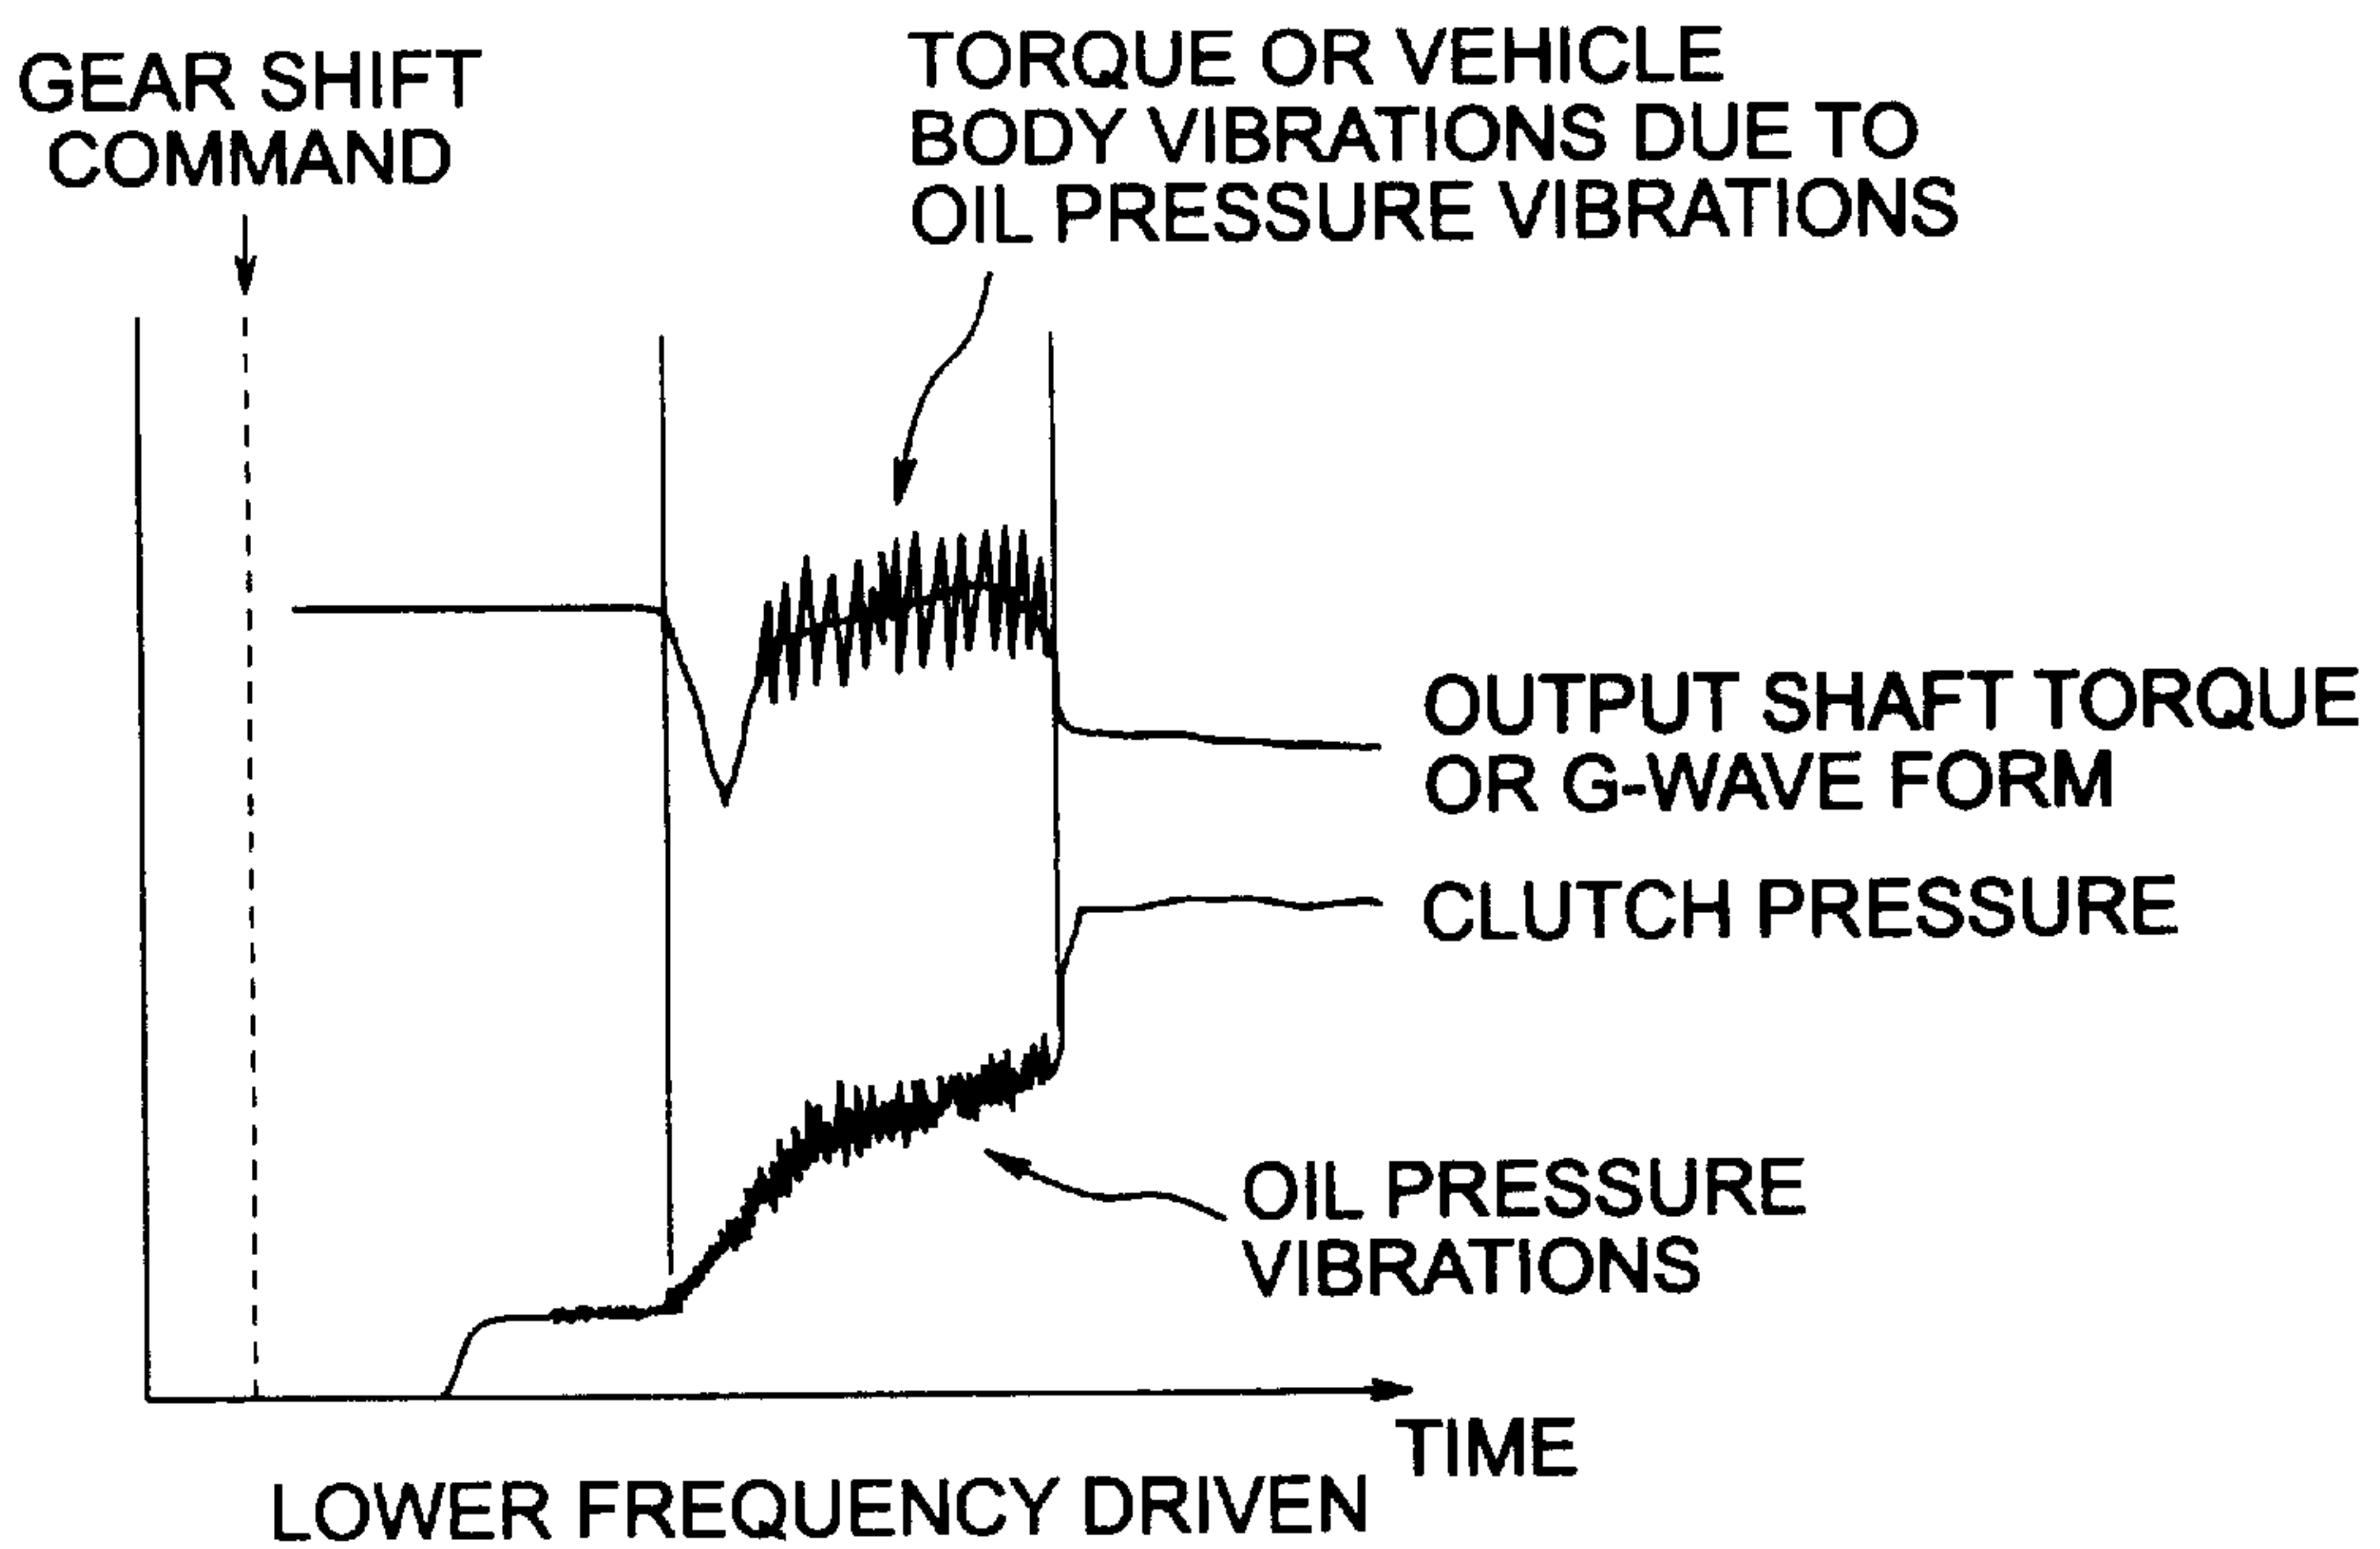 GEAR SHIFT
COMMAND
TORQUE OR VEHICLE
BODY VIBRATIONS DUE TO
OIL PRESSURE VIBRATIONS
OUTPUT SHAFT TORQUE
OR G-WAVE FORM
CLUTCH PRESSURE
OIL PRESSURE
VIBRATIONS
TIME
LOWER FREQUENCY DRIVEN